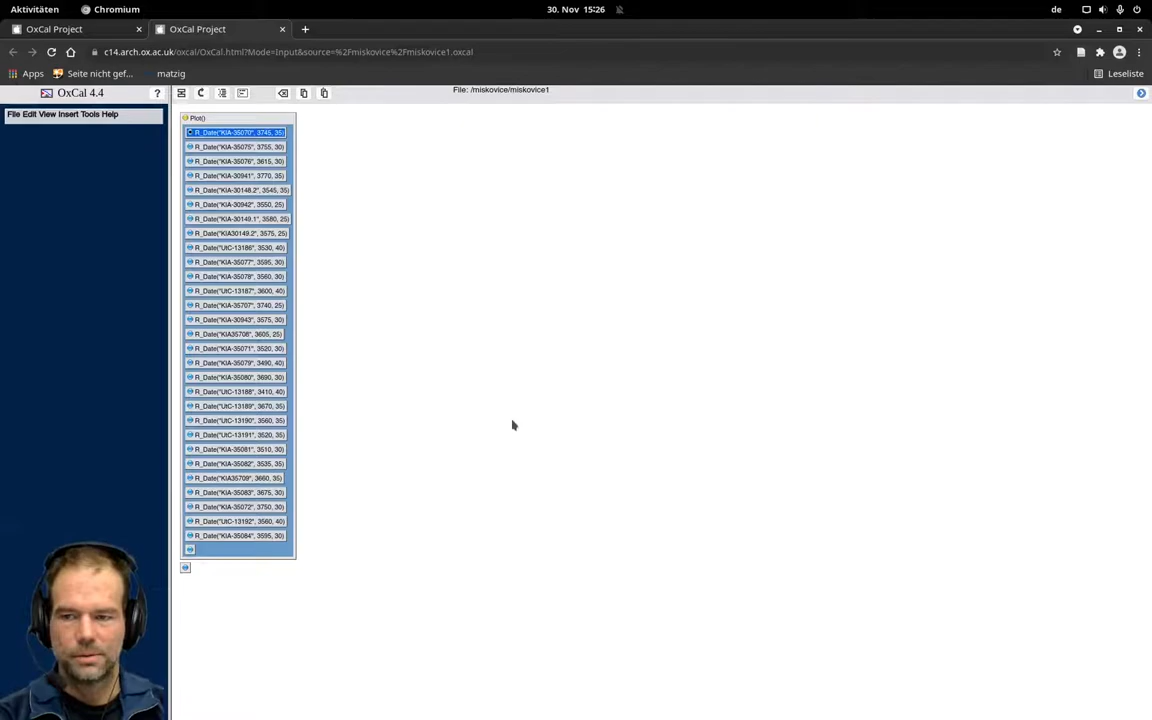 Aktivitäten Chromium 30. Nov 15:26 de
OxCal Project OxCal Project
c14.arch.ox.ac.uk/oxcal/OxCal.html?Mode=Input&source=%2Fmiskovice%2Fmiskovice1.oxcal
Apps Seite nicht gef... matzig Leseliste
OxCal 4.4 ? File: /miskovice/miskovice1
File Edit View Insert Tools Help
Plot()
R_Date("KIA-35070", 3745, 35)
R_Date("KIA-35075", 3755, 30)
R_Date("KIA-35076", 3615, 30)
R_Date("KIA-30941", 3770, 35)
R_Date("KIA-30148.2", 3545, 35)
R_Date("KIA-30942", 3550, 25)
R_Date("KIA-30149.1", 3580, 25)
R_Date("KIA30149.2", 3575, 25)
R_Date("UtC-13186", 3530, 40)
R_Date("KIA-35077", 3595, 30)
R_Date("KIA-35078", 3560, 30)
R_Date("UtC-13187", 3600, 40)
R_Date("KIA-35707", 3740, 25)
R_Date("KIA-30943", 3575, 30)
R_Date("KIA35708", 3605, 25)
R_Date("KIA-35071", 3520, 30)
R_Date("KIA-35079", 3490, 40)
R_Date("KIA-35080", 3690, 30)
R_Date("UtC-13188", 3410, 40)
R_Date("UtC-13189", 3670, 35)
R_Date("UtC-13190", 3560, 35)
R_Date("UtC-13191", 3520, 35)
R_Date("KIA-35081", 3510, 30)
R_Date("KIA-35082", 3535, 35)
R_Date("KIA35709", 3660, 35)
R_Date("KIA-35083", 3675, 30)
R_Date("KIA-35072", 3750, 30)
R_Date("UtC-13192", 3560, 40)
R_Date("KIA-35084", 3595, 30)